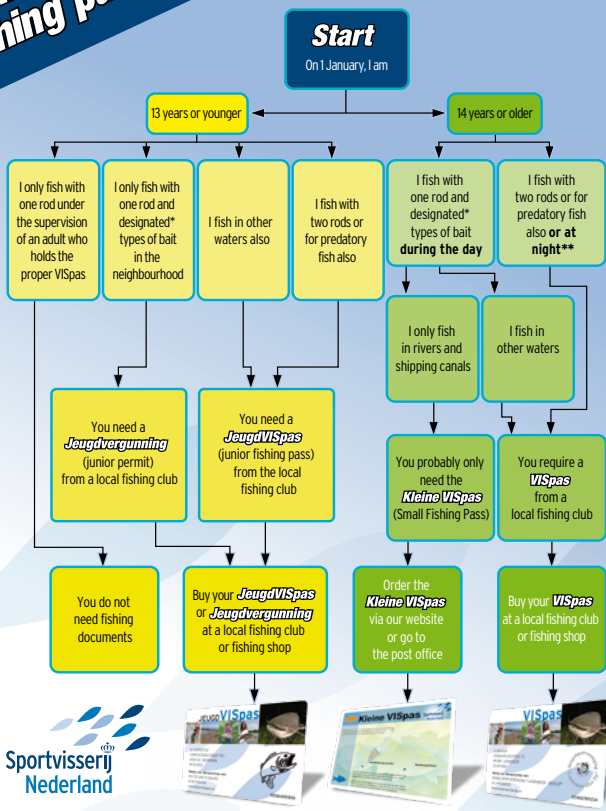 hing pa
Start
On 1 January, I am
13 years or younger
14 years or older
I only fish with
one rod under
the supervision
of an adult who
holds the
proper VISpas
I only fish with
one rod and
designated*
types of bait
in the
neighbourhood
I fish in other
waters also
I fish with
two rods or
for predatory
fish also
I fish with
one rod and
designated*
types of bait
during the day
I fish with
two rods or for
predatory fish
also or at
night**
I only fish
in rivers and
shipping canals
I fish in
other waters
You need a
Jeugdvergunning
(junior permit)
from a local fishing club
You need a
JeugdVISpas
(junior fishing pass)
from the local
fishing club
You probably only
need the
Kleine VISpas
(Small Fishing Pass)
You require a
VISpas
from a
local fishing club
You do not
need fishing
documents
Buy your JeugdVISpas
or Jeugdvergunning
at a local fishing club
or fishing shop
Order the
Kleine VISpas
via our website
or go to
the post office
Buy your VISpas
at a local fishing club
or fishing shop
Sportvisserij
Nederland
JEUGDVISpas
Kleine VISpas
VISpas